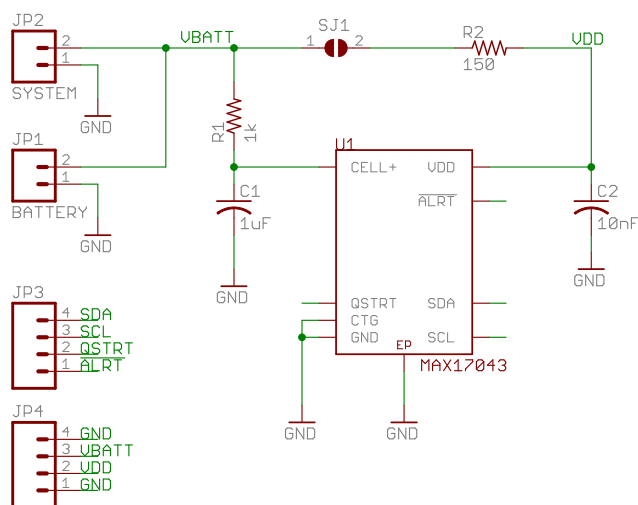 JP2
2
1
SYSTEM
GND
VBATT
SJ1
1
2
R2
150
VDD
R1
1k
JP1
2
1
BATTERY
GND
U1
CELL+
VDD
ALRT
QSTRT
SDA
CTG
GND
SCL
EP
MAX17043
C1
1uF
GND
C2
10nF
GND
GND
GND
JP3
4 SDA
3 SCL
2 QSTRT
1 ALRT
JP4
4 GND
3 VBATT
2 VDD
1 GND